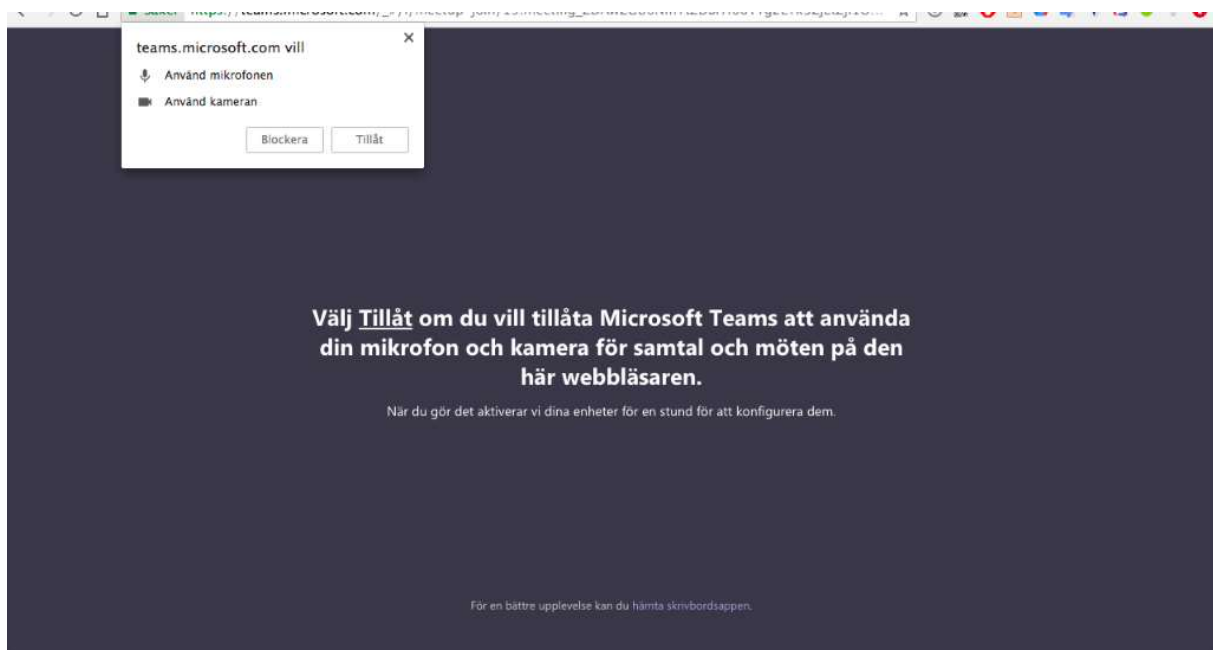 teams.microsoft.com vill
Använd mikrofonen
Använd kameran
Blockera Tillåt
Välj Tillåt om du vill tillåta Microsoft Teams att använda
din mikrofon och kamera för samtal och möten på den
här webbläsaren.
När du gör det aktiverar vi dina enheter för en stund för att konfigurera dem.
För en bättre upplevelse kan du hämta skrivbordsappen.